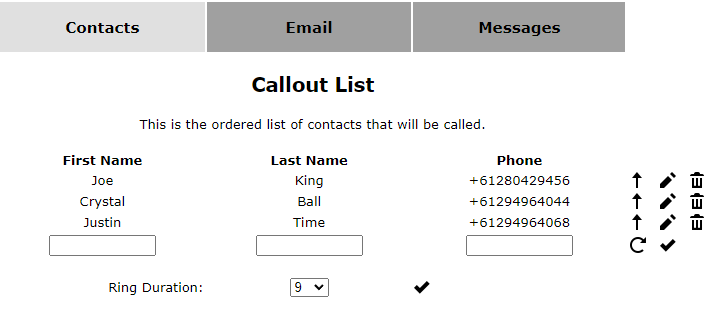 Contacts Email Messages
Callout List
This is the ordered list of contacts that will be called.
First Name Last Name Phone
Joe King +61280429456
Crystal Ball +61294964044
Justin Time +61294964068
Ring Duration: 9